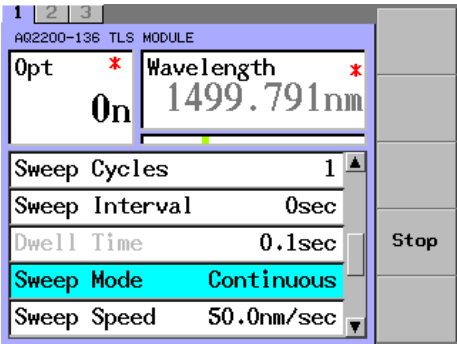 1 2 3
AQ2200-136 TLS MODULE
Opt * Wavelength *
On 1499.791nm
Sweep Cycles 1
Sweep Interval 0sec
Dwell Time 0.1sec
Stop
Sweep Mode Continuous
Sweep Speed 50.0nm/sec